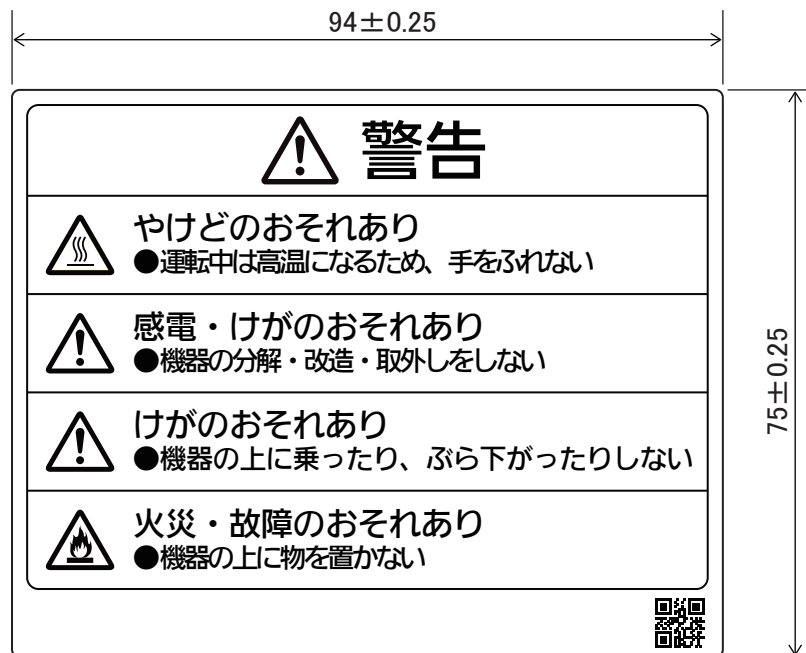 94±0.25
警告
やけどのおそれあり
●運転中は高温になるため、手をふれない
感電・けがのおそれあり
●機器の分解・改造・取外しをしない
けがのおそれあり
●機器の上に乗ったり、ぶら下がったりしない
火災・故障のおそれあり
●機器の上に物を置かない
75±0.25